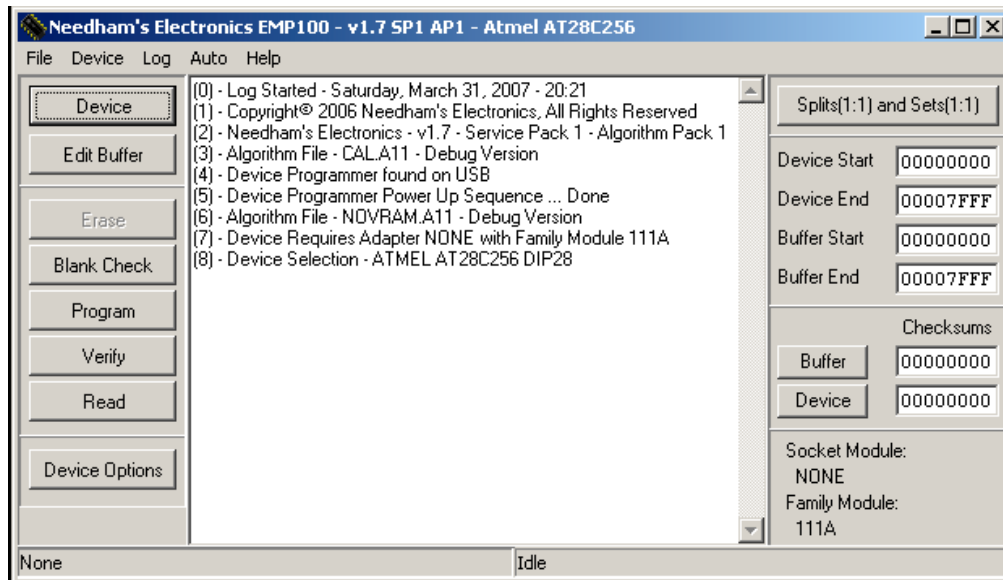 Needham's Electronics EMP100 - v1.7 SP1 AP1 - Atmel AT28C256
File Device Log Auto Help
Device
Edit Buffer
Erase
Blank Check
Program
Verify
Read
Device Options
(0) - Log Started - Saturday, March 31, 2007 - 20:21
(1) - Copyright© 2006 Needham's Electronics, All Rights Reserved
(2) - Needham's Electronics - v1.7 - Service Pack 1 - Algorithm Pack 1
(3) - Algorithm File - CAL.A11 - Debug Version
(4) - Device Programmer found on USB
(5) - Device Programmer Power Up Sequence ... Done
(6) - Algorithm File - NOVRAM.A11 - Debug Version
(7) - Device Requires Adapter NONE with Family Module 111A
(8) - Device Selection - ATMEL AT28C256 DIP28
Splits(1:1) and Sets(1:1)
Device Start 00000000
Device End 00007FFF
Buffer Start 00000000
Buffer End 00007FFF
Checksums
Buffer 00000000
Device 00000000
Socket Module:
NONE
Family Module:
111A
None
Idle